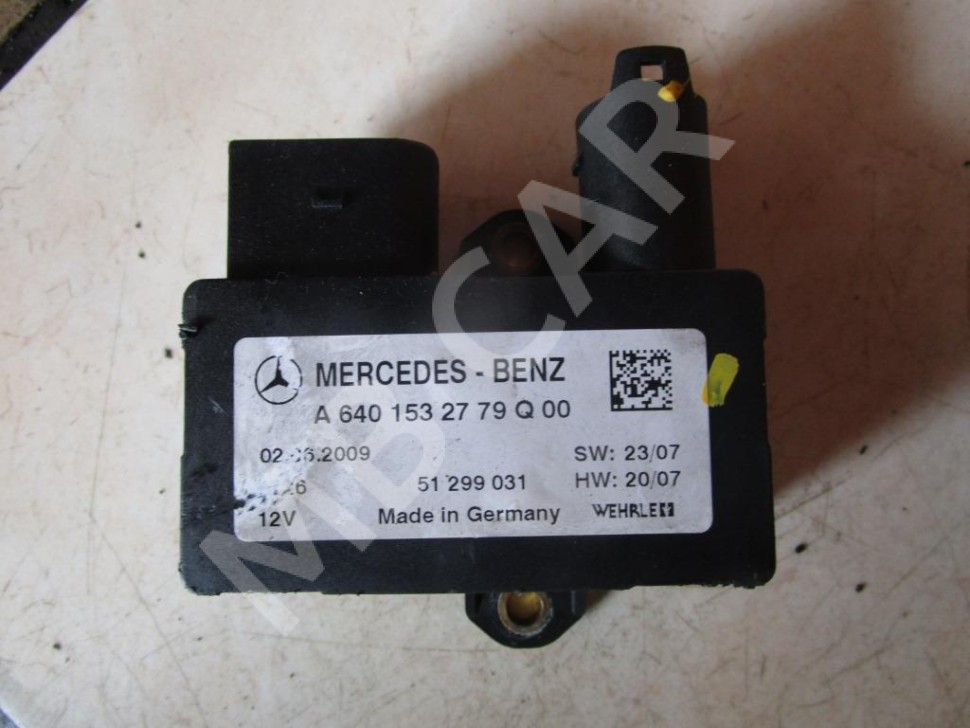 MERCEDES - BENZ
A 640 153 27 79 Q 00
SW: 23/07
51 299 031 HW: 20/07
12V Made in Germany WEHRLE
MB CAR